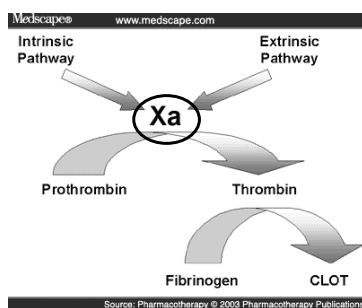 Medscape® www.medscape.com
Intrinsic Pathway
Extrinsic Pathway
Xa
Prothrombin
Thrombin
Fibrinogen
CLOT
Source: Pharmacotherapy © 2003 Pharmacotherapy Publications